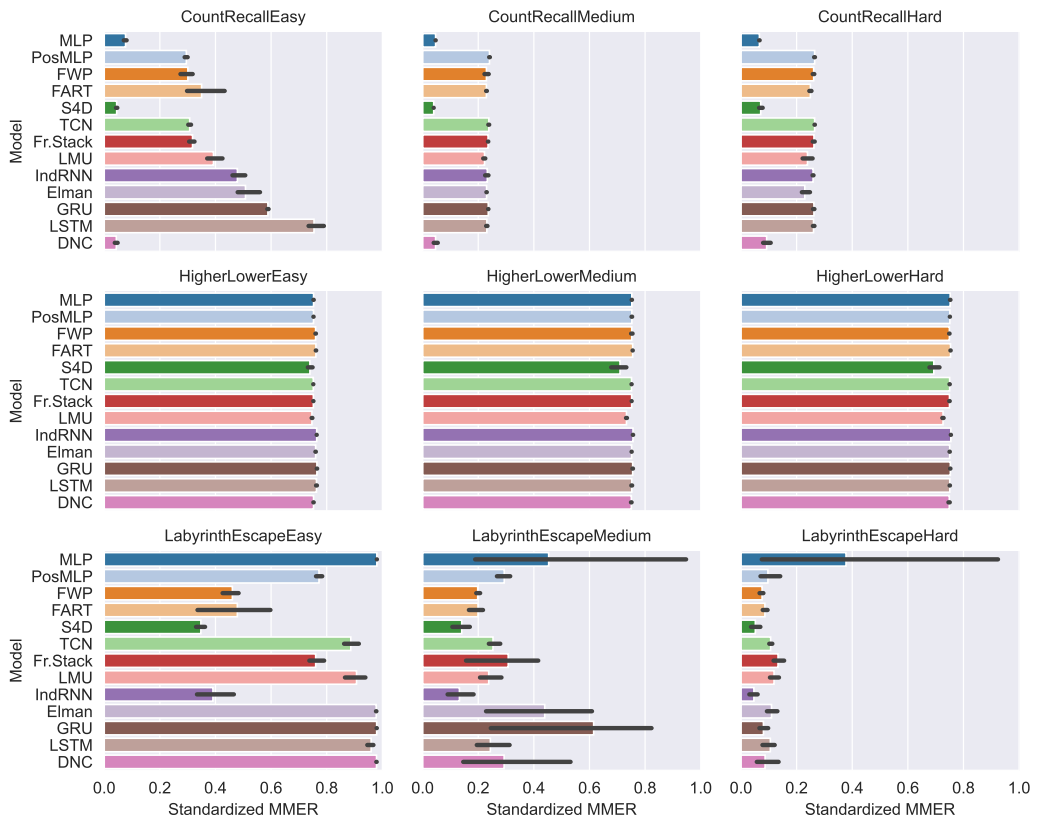 CountRecallEasy CountRecallMedium CountRecallHard
Model
MLP
PosMLP
FWP
FART
S4D
TCN
Fr.Stack
LMU
IndRNN
Elman
GRU
LSTM
DNC
HigherLowerEasy HigherLowerMedium HigherLowerHard
Model
MLP
PosMLP
FWP
FART
S4D
TCN
Fr.Stack
LMU
IndRNN
Elman
GRU
LSTM
DNC
LabyrinthEscapeEasy LabyrinthEscapeMedium LabyrinthEscapeHard
Model
MLP
PosMLP
FWP
FART
S4D
TCN
Fr.Stack
LMU
IndRNN
Elman
GRU
LSTM
DNC
0.0 0.2 0.4 0.6 0.8 1.0 0.0 0.2 0.4 0.6 0.8 1.0 0.0 0.2 0.4 0.6 0.8 1.0
Standardized MMER Standardized MMER Standardized MMER